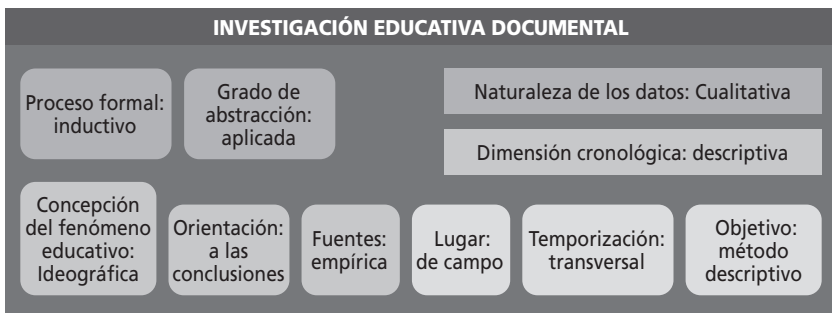 INVESTIGACIÓN EDUCATIVA DOCUMENTAL
Proceso formal:
inductivo
Grado de
abstracción:
aplicada
Naturaleza de los datos: Cualitativa
Dimensión cronológica: descriptiva
Concepción
del fenómeno
educativo:
Ideográfica
Orientación:
a las
conclusiones
Fuentes:
empírica
Lugar:
de campo
Temporización:
transversal
Objetivo:
método
descriptivo